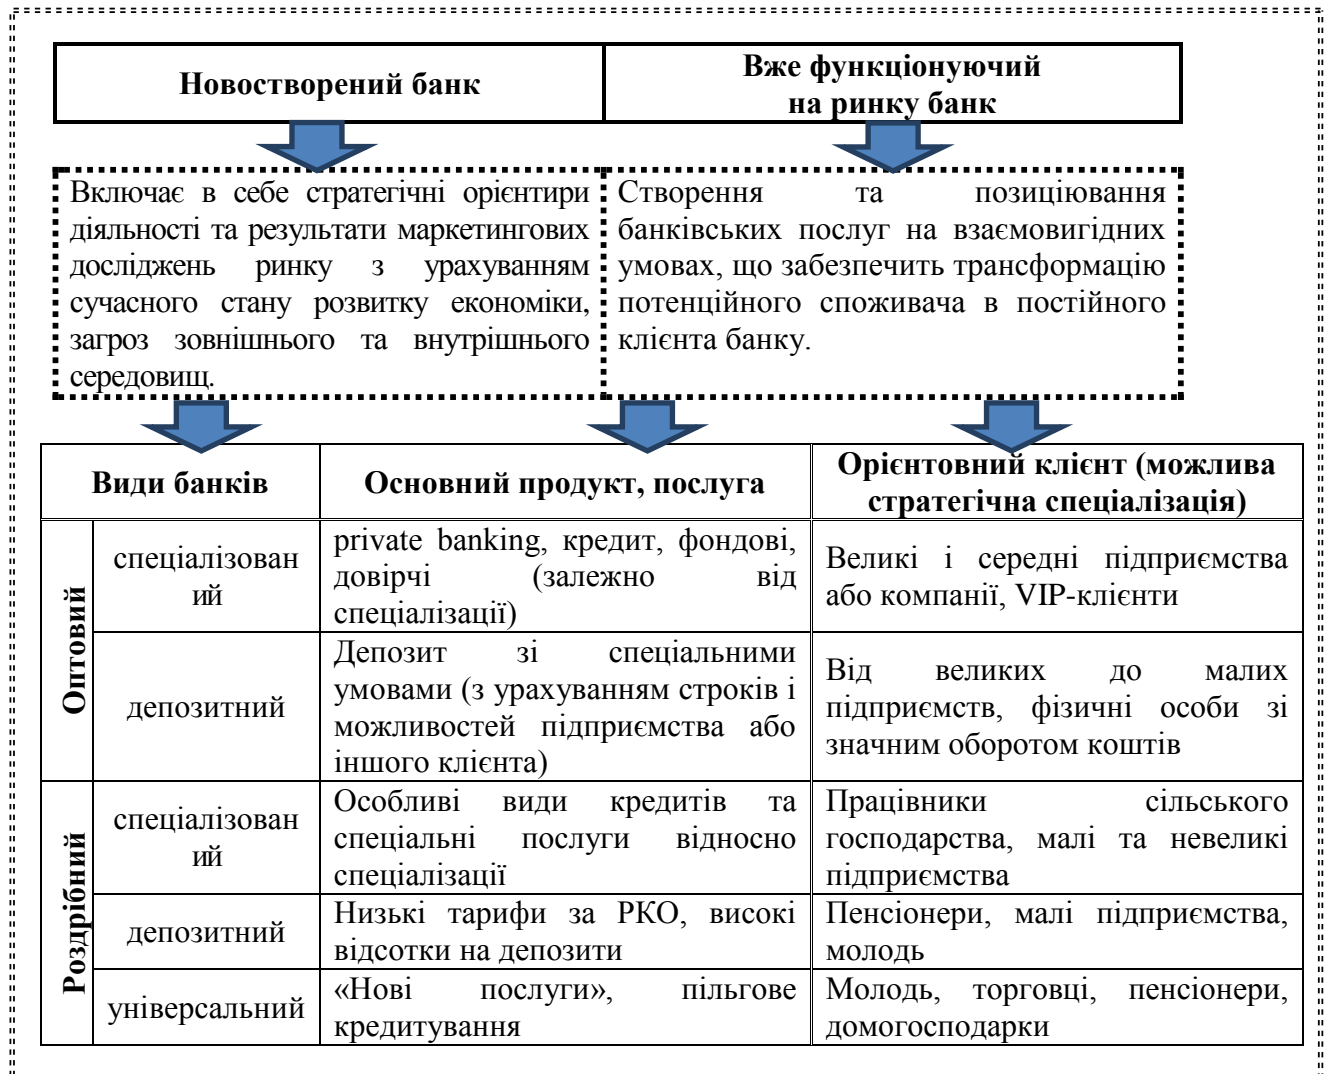 Новостворений банк
Вже функціонуючий
на ринку банк
Включає в себе стратегічні орієнтири
діяльності та результати маркетингових
досліджень ринку з урахуванням
сучасного стану розвитку економіки,
загроз зовнішнього та внутрішнього
середовищ.
Створення та позиціювання
банківських послуг на взаємовигідних
умовах, що забезпечить трансформацію
потенційного споживача в постійного
клієнта банку.
Види банків
Основний продукт, послуга
Орієнтовний клієнт (можлива
стратегічна спеціалізація)
Оптовий
спеціалізован
ий
private banking, кредит, фондові,
довірчі (залежно від
спеціалізації)
Великі і середні підприємства
або компанії, VIP-клієнти
депозитний
Депозит зі спеціальними
умовами (з урахуванням строків і
можливостей підприємства або
іншого клієнта)
Від великих до малих
підприємств, фізичні особи зі
значним оборотом коштів
Роздрібний
спеціалізован
ий
Особливі види кредитів та
спеціальні послуги відносно
спеціалізації
Працівники сільського
господарства, малі та невеликі
підприємства
депозитний
Низькі тарифи за РКО, високі
відсотки на депозити
Пенсіонери, малі підприємства,
молодь
універсальний
«Нові послуги», пільгове
кредитування
Молодь, торговці, пенсіонери,
домогосподарки